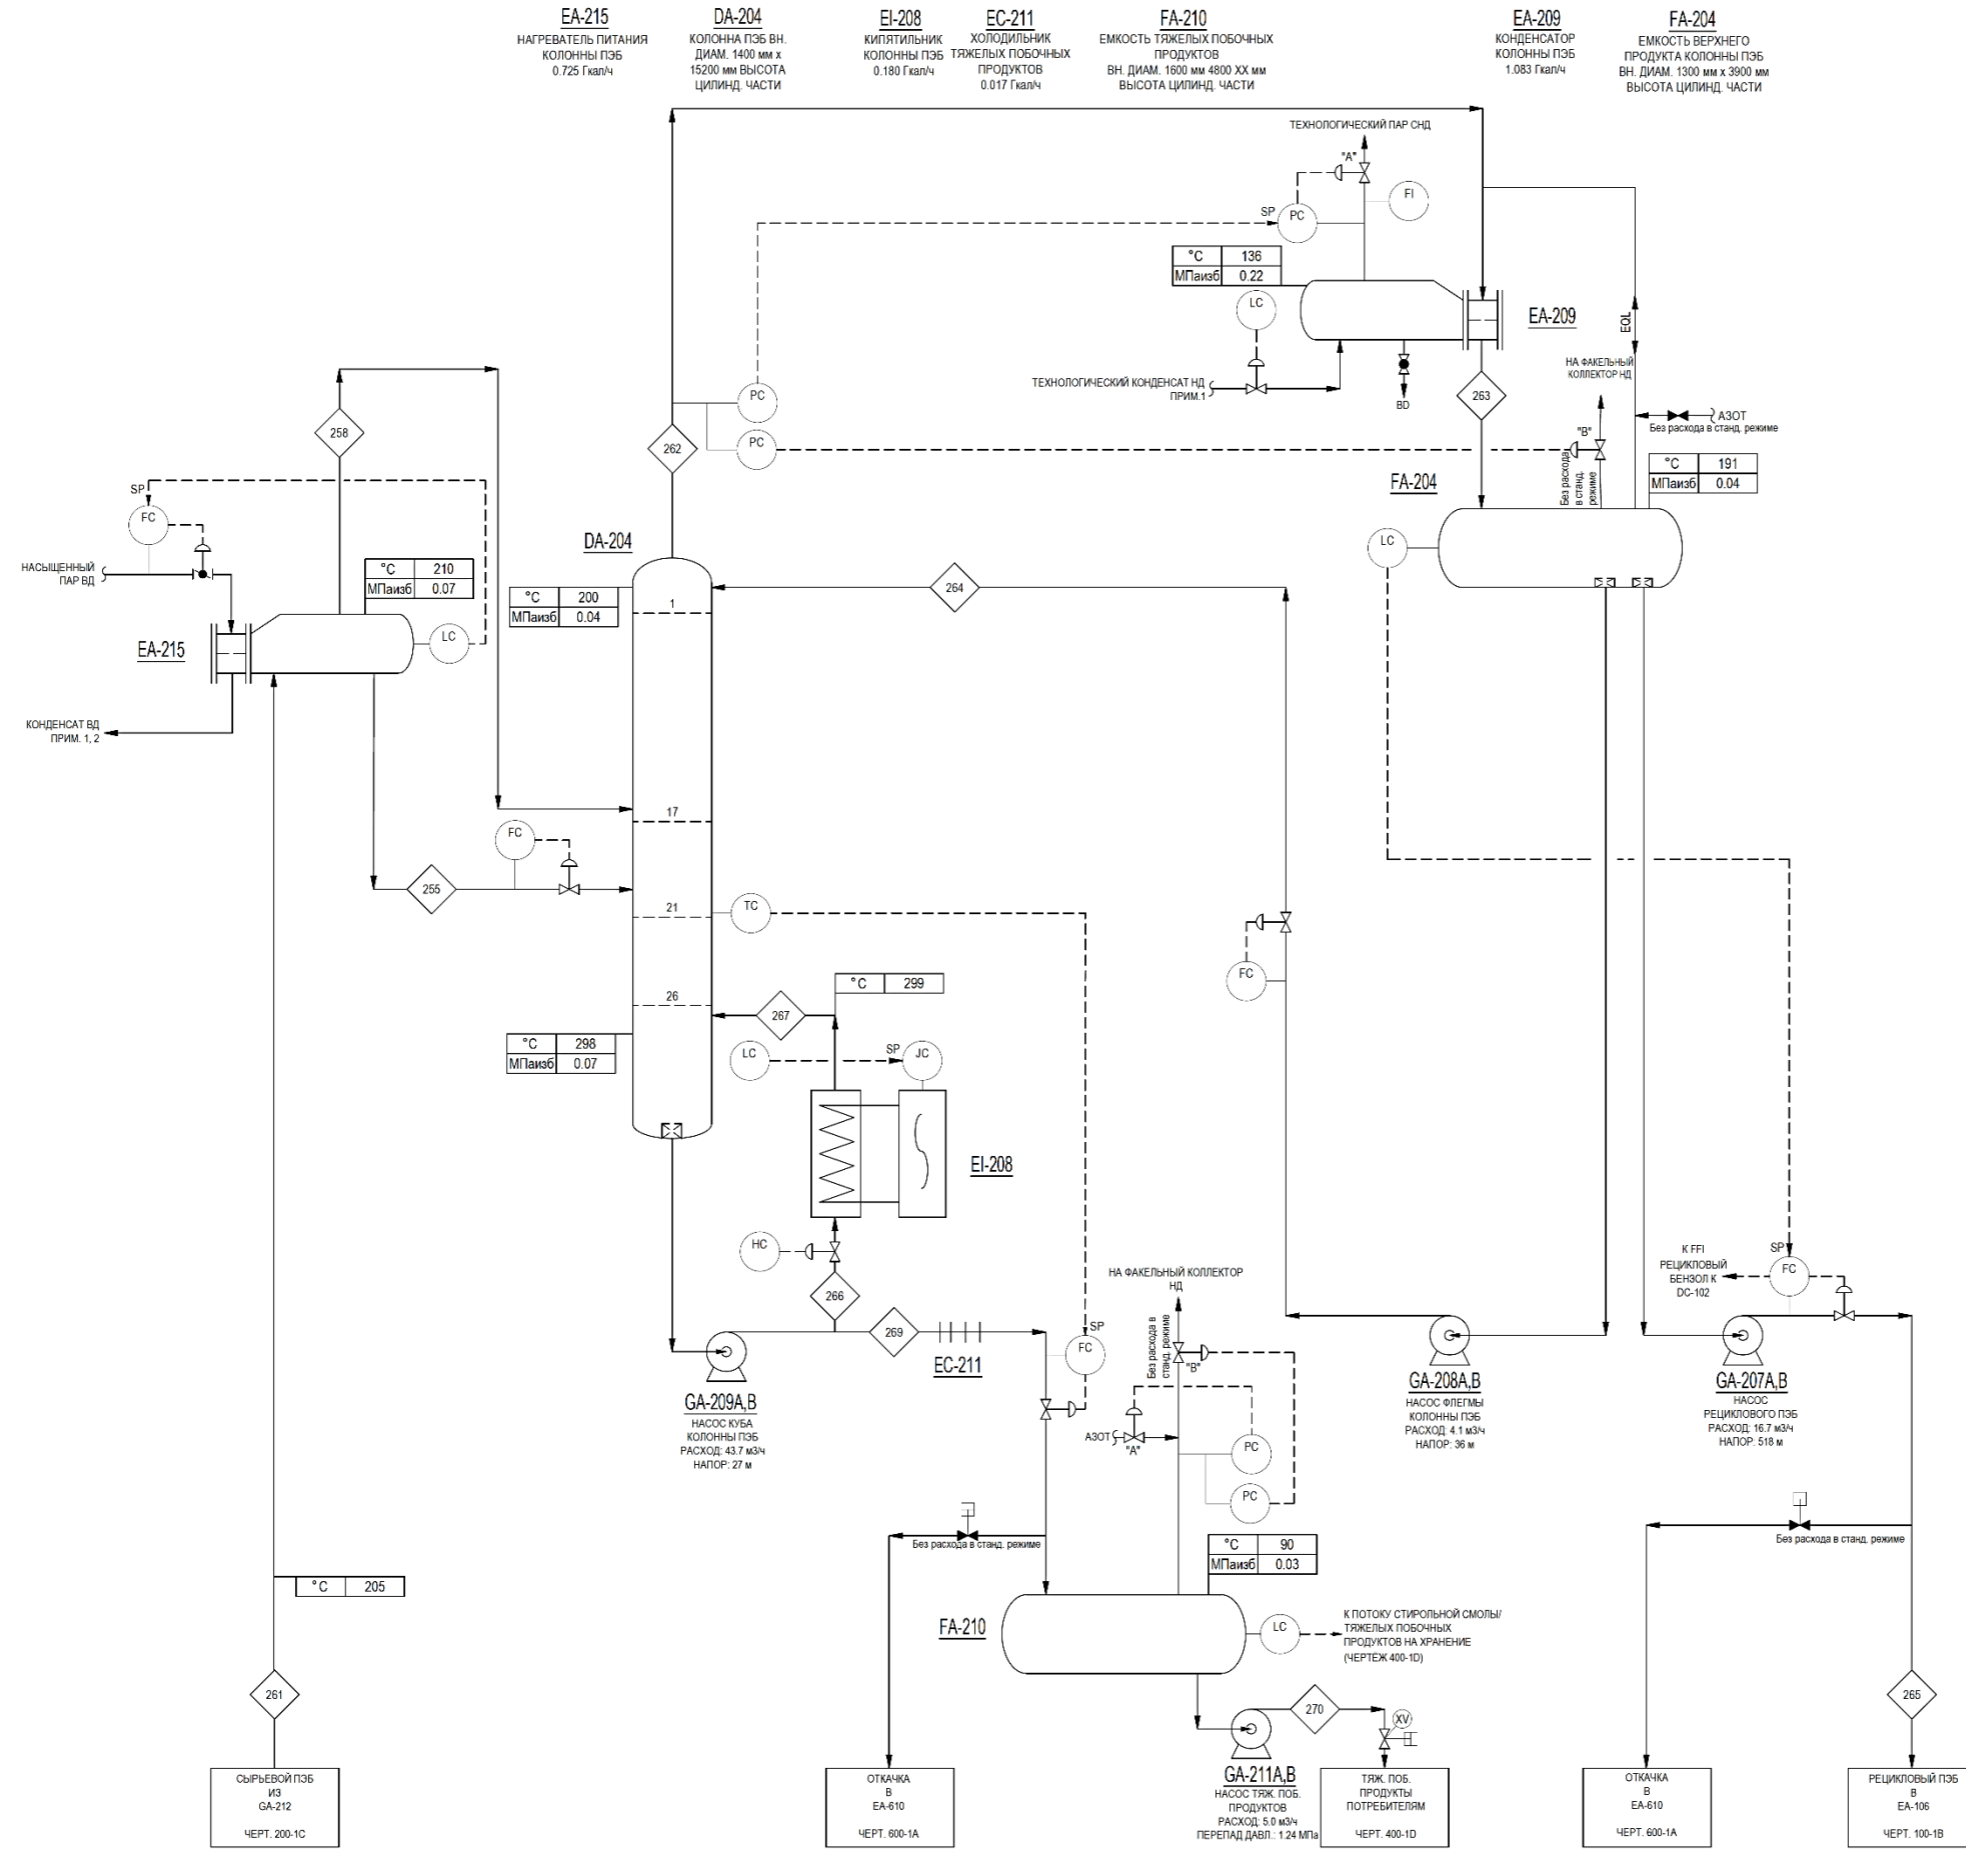 EA-215
НАГРЕВАТЕЛЬ ПИТАНИЯ
КОЛОННЫ ПЭБ
0.725 Гкал/ч
DA-204
КОЛОННА ПЭБ ВН.
ДИАМ. 1400 мм x
15200 мм ВЫСОТА
ЦИЛИНД. ЧАСТИ
EI-208
КИПЯТИЛЬНИК
КОЛОННЫ ПЭБ
0.180 Гкал/ч
EC-211
ХОЛОДИЛЬНИК
ТЯЖЕЛЫХ ПОБОЧНЫХ
ПРОДУКТОВ
0.017 Гкал/ч
FA-210
ЕМКОСТЬ ТЯЖЕЛЫХ ПОБОЧНЫХ
ПРОДУКТОВ
ВН. ДИАМ. 1600 мм 4800 XX мм
ВЫСОТА ЦИЛИНД. ЧАСТИ
EA-209
КОНДЕНСАТОР
КОЛОННЫ ПЭБ
1.083 Гкал/ч
FA-204
ЕМКОСТЬ ВЕРХНЕГО
ПРОДУКТА КОЛОННЫ ПЭБ
ВН. ДИАМ. 1300 мм x 3900 мм
ВЫСОТА ЦИЛИНД. ЧАСТИ
ТЕХНОЛОГИЧЕСКИЙ ПАР СНД
"A"
FI
SP
PC
°C 136
МПаизб 0.22
LC
EA-209
EQL
НА ФАКЕЛЬНЫЙ
КОЛЛЕКТОР НД
ТЕХНОЛОГИЧЕСКИЙ КОНДЕНСАТ НД
ПРИМ.1
BD
263
PC
PC
258
262
"B"
АЗОТ
Без расхода в станд. режиме
Без расхода
в станд.
режиме
°C 191
МПаизб 0.04
FA-204
LC
SP
FC
НАСЫЩЕННЫЙ
ПАР ВД
°C 210
МПаизб 0.07
DA-204
°C 200
МПаизб 0.04
1
264
EA-215
LC
КОНДЕНСАТ ВД
ПРИМ. 1, 2
17
FC
255
21
TC
FC
26
°C 299
267
°C 298
МПаизб 0.07
LC
SP
JC
EI-208
HC
266
269
EC-211
SP
FC
GA-209A,B
НАСОС КУБА
КОЛОННЫ ПЭБ
РАСХОД: 43.7 м3/ч
НАПОР: 27 м
НА ФАКЕЛЬНЫЙ КОЛЛЕКТОР
НД
Без расхода в
станд. режиме
"B"
АЗОТ
"A"
PC
PC
К FFI
РЕЦИКЛОВЫЙ
БЕНЗОЛ К
DC-102
SP
FC
GA-208A,B
НАСОС ФЛЕГМЫ
КОЛОННЫ ПЭБ
РАСХОД: 4.1 м3/ч
НАПОР: 36 м
GA-207A,B
НАСОС
РЕЦИКЛОВОГО ПЭБ
РАСХОД: 16.7 м3/ч
НАПОР: 518 м
Без расхода в станд. режиме
Без расхода в станд. режиме
°C 90
МПаизб 0.03
°C 205
FA-210
LC
К ПОТОКУ СТИРОЛЬНОЙ СМОЛЫ/
ТЯЖЕЛЫХ ПОБОЧНЫХ
ПРОДУКТОВ НА ХРАНЕНИЕ
(ЧЕРТЁЖ 400-1D)
261
270
XV
265
GA-211A,B
НАСОС ТЯЖ. ПОБ.
ПРОДУКТОВ
РАСХОД: 5.0 м3/ч
ПЕРЕПАД ДАВЛ.: 1.24 МПа
СЫРЬЕВОЙ ПЭБ
ИЗ
GA-212
ЧЕРТ. 200-1C
ОТКАЧКА
В
EA-610
ЧЕРТ. 600-1A
ТЯЖ. ПОБ.
ПРОДУКТЫ
ПОТРЕБИТЕЛЯМ
ЧЕРТ. 400-1D
ОТКАЧКА
В
EA-610
ЧЕРТ. 600-1A
РЕЦИКЛОВЫЙ ПЭБ
В
EA-106
ЧЕРТ. 100-1B